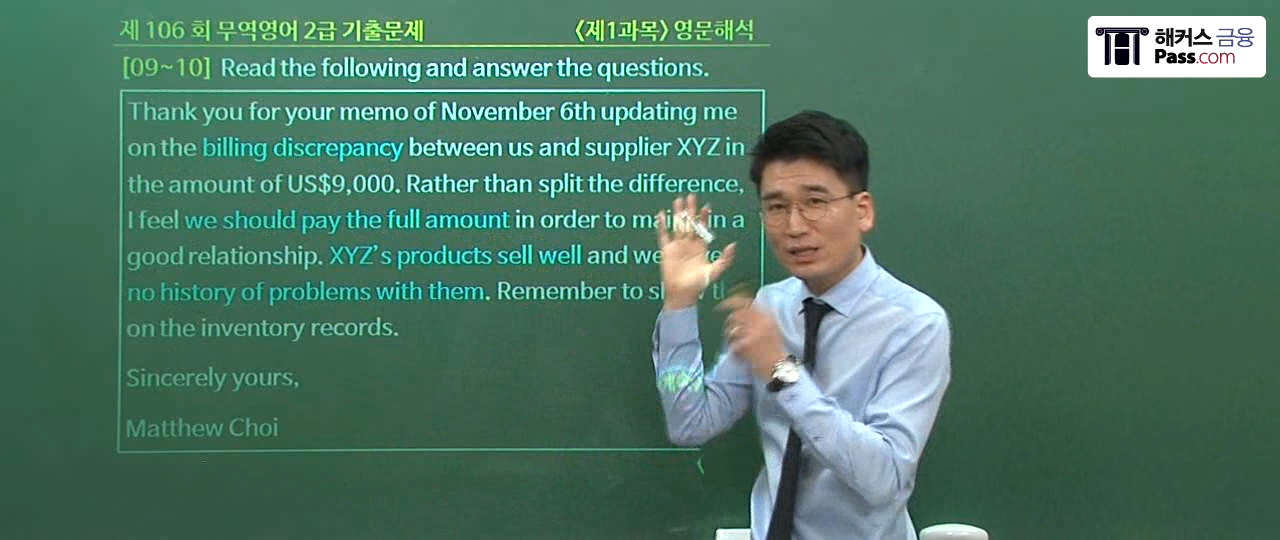 제 106 회 무역영어 2급 기출문제 〈제1과목〉 영문해석
해커스 금융
Pass.com
[09~10] Read the following and answer the questions.
Thank you for your memo of November 6th updating me
on the billing discrepancy between us and supplier XYZ in
the amount of US$9,000. Rather than split the difference,
I feel we should pay the full amount in order to in a
good relationship. XYZ's products sell well and we
no history of problems with them. Remember to
on the inventory records.
Sincerely yours,
Matthew Choi